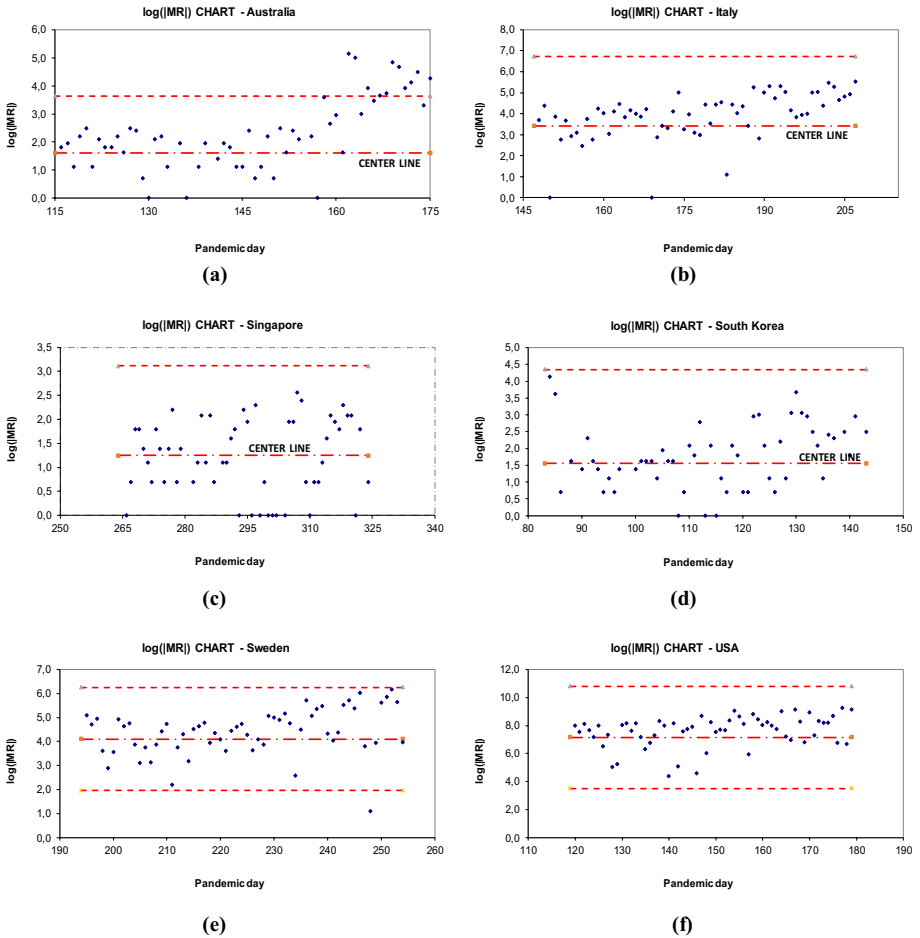 log(|MR|) CHART - Australia
log(|MR|)
6,0
5,0
4,0
3,0
2,0
1,0
0,0
CENTER LINE
115 130 145 160 175
Pandemic day
(a)
log(|MR|) CHART - Italy
log(|MR|)
8,0
7,0
6,0
5,0
4,0
3,0
2,0
1,0
0,0
CENTER LINE
145 160 175 190 205
Pandemic day
(b)
log(|MR|) CHART - Singapore
log(|MR|)
3,5
3,0
2,5
2,0
1,5
1,0
0,5
0,0
CENTER LINE
250 265 280 295 310 325 340
Pandemic day
(c)
log(|MR|) CHART - South Korea
log(|MR|)
5,0
4,5
4,0
3,5
3,0
2,5
2,0
1,5
1,0
0,5
0,0
CENTER LINE
80 90 100 110 120 130 140 150
Pandemic day
(d)
log(|MR|) CHART - Sweden
log(|MR|)
7,0
6,0
5,0
4,0
3,0
2,0
1,0
0,0
190 200 210 220 230 240 250 260
Pandemic day
(e)
log(|MR|) CHART - USA
log(|MR|)
12,0
10,0
8,0
6,0
4,0
2,0
0,0
110 120 130 140 150 160 170 180 190
Pandemic day
(f)